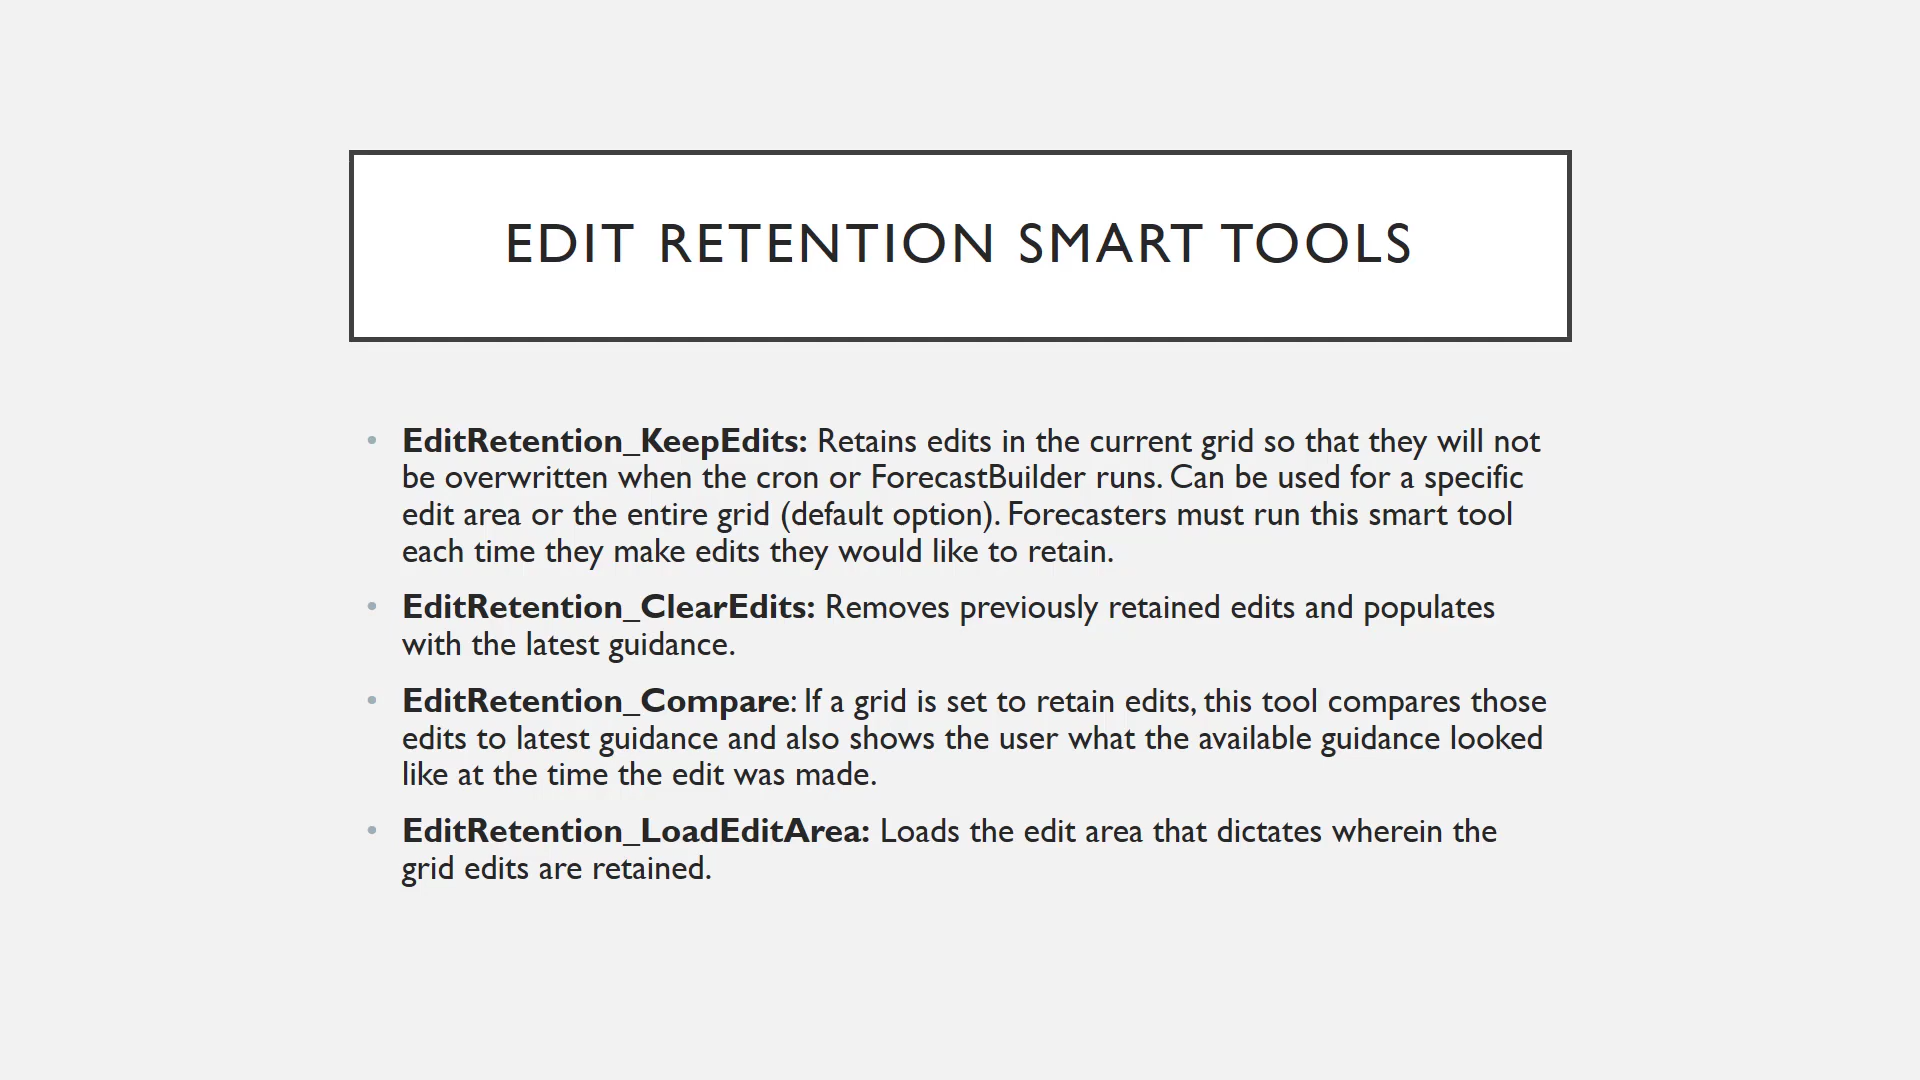 EDIT RETENTION SMART TOOLS
• EditRetention_KeepEdits: Retains edits in the current grid so that they will not
be overwritten when the cron or ForecastBuilder runs. Can be used for a specific
edit area or the entire grid (default option). Forecasters must run this smart tool
each time they make edits they would like to retain.
• EditRetention_ClearEdits: Removes previously retained edits and populates
with the latest guidance.
• EditRetention_Compare: If a grid is set to retain edits, this tool compares those
edits to latest guidance and also shows the user what the available guidance looked
like at the time the edit was made.
• EditRetention_LoadEditArea: Loads the edit area that dictates wherein the
grid edits are retained.